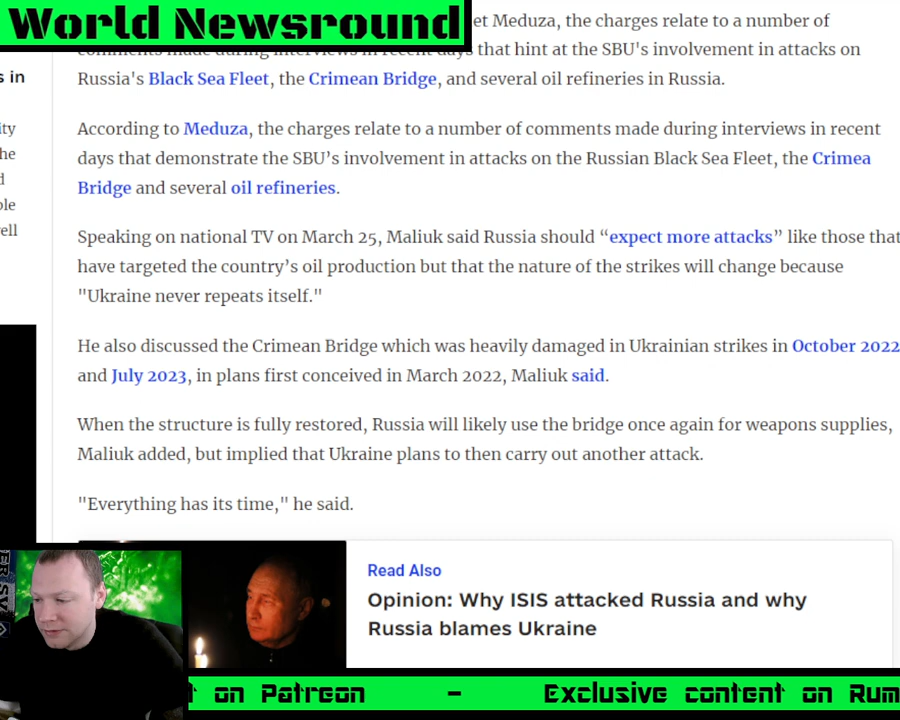 World Newsround
et Meduza, the charges relate to a number of
comments made during interviews in recent days that hint at the SBU's involvement in attacks on
s in
Russia's Black Sea Fleet, the Crimean Bridge, and several oil refineries in Russia.
ity
he
d
ple
ell
According to Meduza, the charges relate to a number of comments made during interviews in recent
days that demonstrate the SBU’s involvement in attacks on the Russian Black Sea Fleet, the Crimea
Bridge and several oil refineries.
Speaking on national TV on March 25, Maliuk said Russia should “expect more attacks” like those that
have targeted the country’s oil production but that the nature of the strikes will change because
"Ukraine never repeats itself."
He also discussed the Crimean Bridge which was heavily damaged in Ukrainian strikes in October 2022
and July 2023, in plans first conceived in March 2022, Maliuk said.
When the structure is fully restored, Russia will likely use the bridge once again for weapons supplies,
Maliuk added, but implied that Ukraine plans to then carry out another attack.
"Everything has its time," he said.
Read Also
Opinion: Why ISIS attacked Russia and why
Russia blames Ukraine
t on Patreon - Exclusive content on Rum